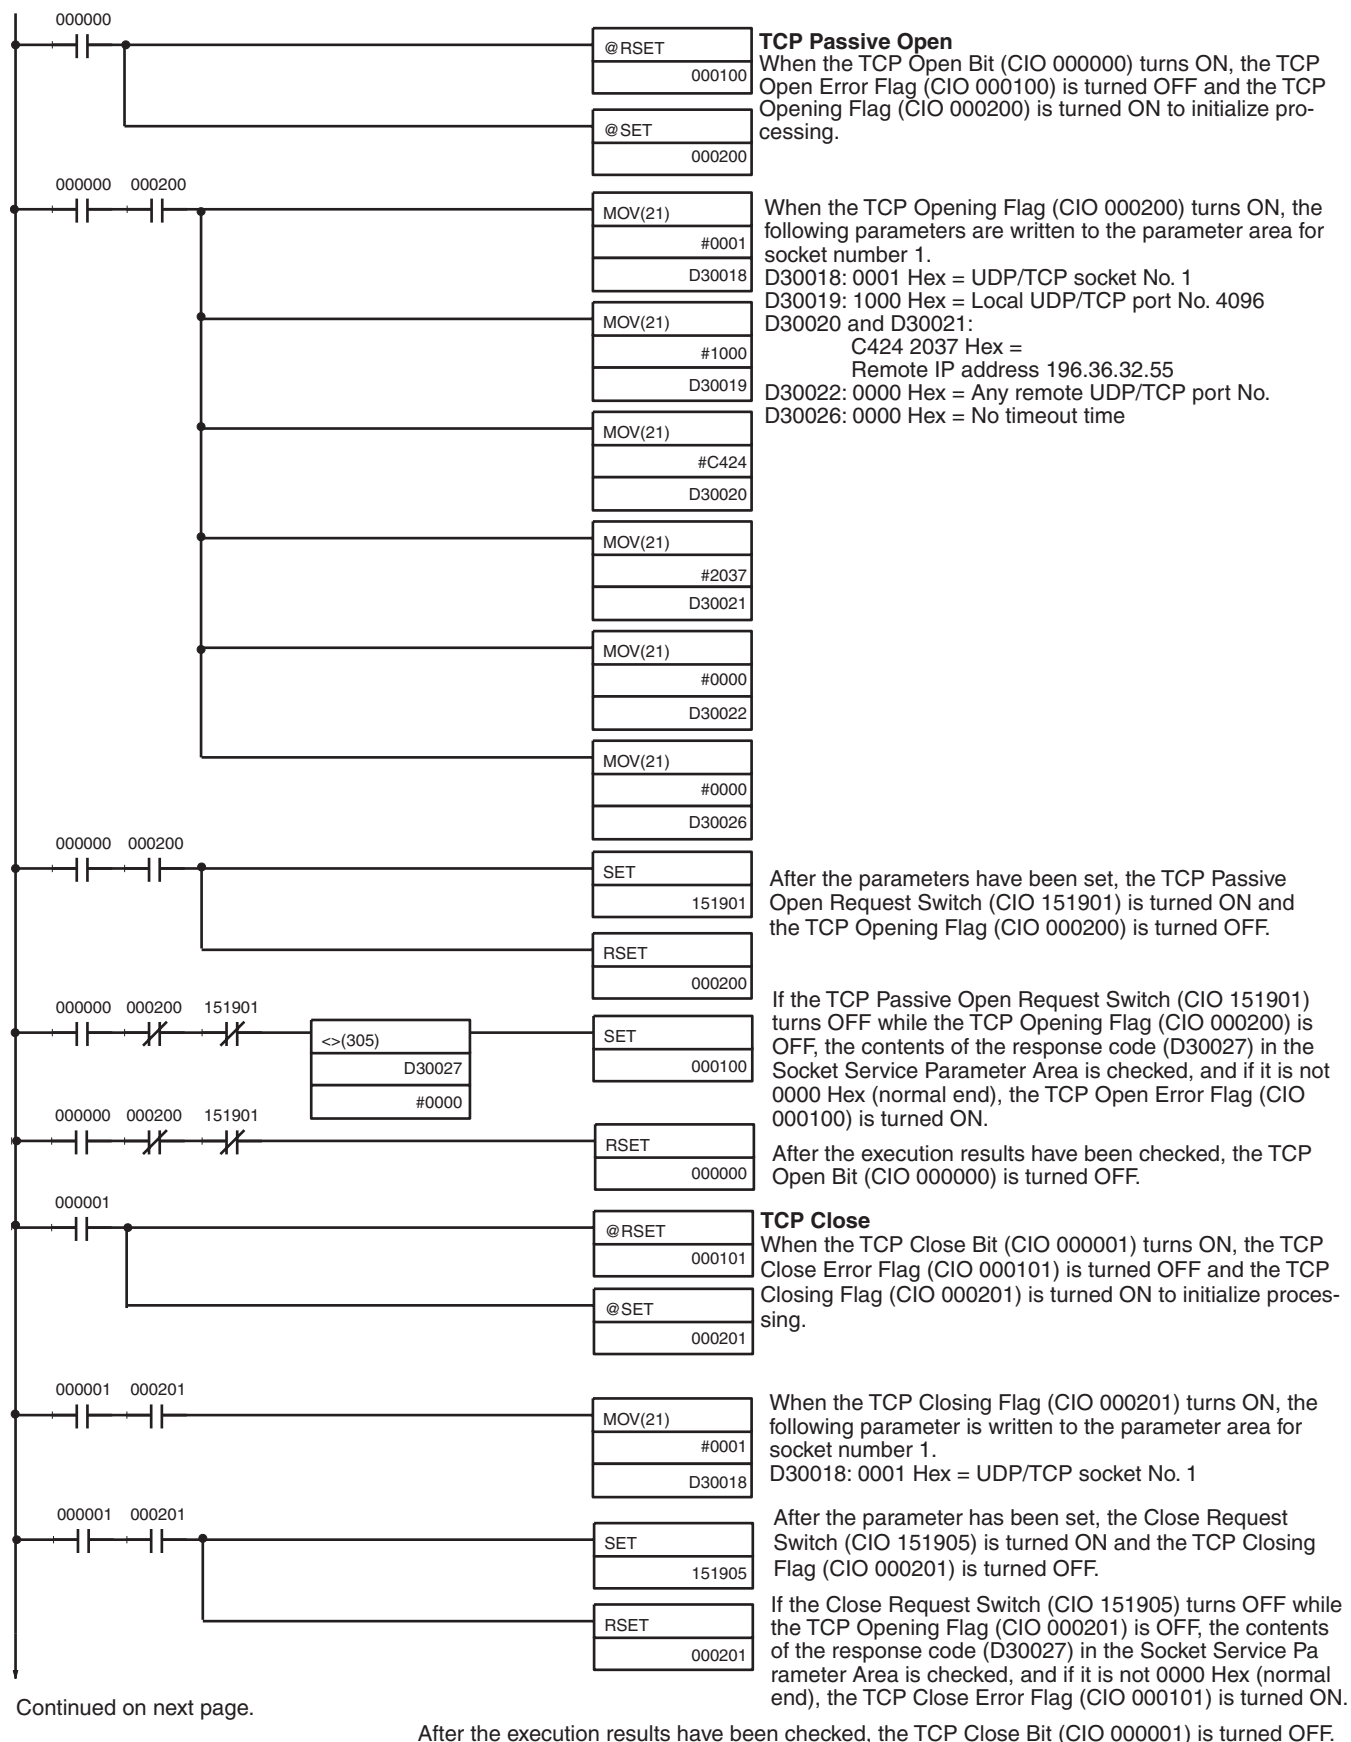 000000
@RSET
000100
TCP Passive Open
When the TCP Open Bit (CIO 000000) turns ON, the TCP
Open Error Flag (CIO 000100) is turned OFF and the TCP
Opening Flag (CIO 000200) is turned ON to initialize pro-
cessing.
@SET
000200
000000 000200
MOV(21)
#0001
D30018
When the TCP Opening Flag (CIO 000200) turns ON, the
following parameters are written to the parameter area for
socket number 1.
D30018: 0001 Hex = UDP/TCP socket No. 1
D30019: 1000 Hex = Local UDP/TCP port No. 4096
D30020 and D30021:
C424 2037 Hex =
Remote IP address 196.36.32.55
D30022: 0000 Hex = Any remote UDP/TCP port No.
D30026: 0000 Hex = No timeout time
MOV(21)
#1000
D30019
MOV(21)
#C424
D30020
MOV(21)
#2037
D30021
MOV(21)
#0000
D30022
MOV(21)
#0000
D30026
000000 000200
SET
151901
After the parameters have been set, the TCP Passive
Open Request Switch (CIO 151901) is turned ON and
the TCP Opening Flag (CIO 000200) is turned OFF.
RSET
000200
000000 000200 151901
<>(305)
D30027
#0000
SET
000100
If the TCP Passive Open Request Switch (CIO 151901)
turns OFF while the TCP Opening Flag (CIO 000200) is
OFF, the contents of the response code (D30027) in the
Socket Service Parameter Area is checked, and if it is not
0000 Hex (normal end), the TCP Open Error Flag (CIO
000100) is turned ON.
000000 000200 151901
RSET
000000
After the execution results have been checked, the TCP
Open Bit (CIO 000000) is turned OFF.
000001
@RSET
000101
TCP Close
When the TCP Close Bit (CIO 000001) turns ON, the TCP
Close Error Flag (CIO 000101) is turned OFF and the TCP
Closing Flag (CIO 000201) is turned ON to initialize proces-
sing.
@SET
000201
000001 000201
MOV(21)
#0001
D30018
When the TCP Closing Flag (CIO 000201) turns ON, the
following parameter is written to the parameter area for
socket number 1.
D30018: 0001 Hex = UDP/TCP socket No. 1
000001 000201
SET
151905
After the parameter has been set, the Close Request
Switch (CIO 151905) is turned ON and the TCP Closing
Flag (CIO 000201) is turned OFF.
RSET
000201
If the Close Request Switch (CIO 151905) turns OFF while
the TCP Opening Flag (CIO 000201) is OFF, the contents
of the response code (D30027) in the Socket Service Pa
rameter Area is checked, and if it is not 0000 Hex (normal
end), the TCP Close Error Flag (CIO 000101) is turned ON.
Continued on next page.
After the execution results have been checked, the TCP Close Bit (CIO 000001) is turned OFF.